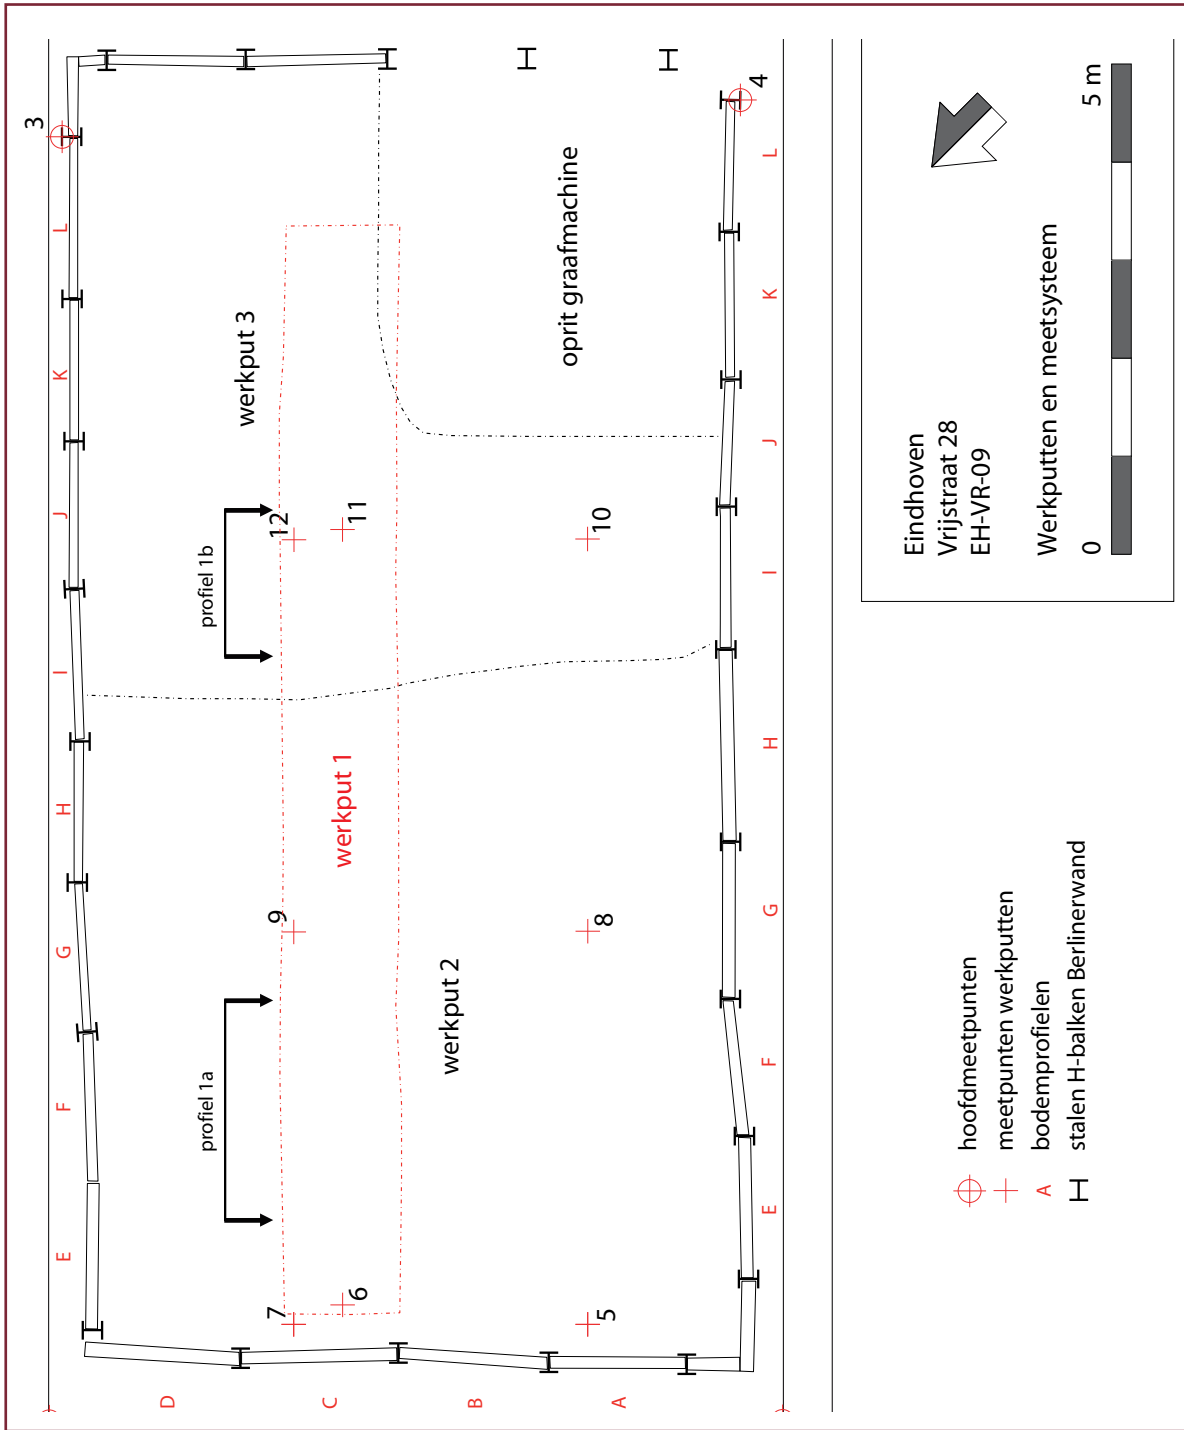 3
L
K
J
I
H
G
F
E
D
C
B
A
4
L
K
J
I
H
G
F
E
werkput 3
oprit graafmachine
profiel 1b
12
11
10
werkput 1
9
8
werkput 2
profiel 1a
7
6
5
hoofdmeetpunten
meetpunten werkputten
A bodemprofielen
stalen H-balken Berlinerwand
Eindhoven
Vrijstraat 28
EH-VR-09
Werkputten en meetsysteem
0 5 m